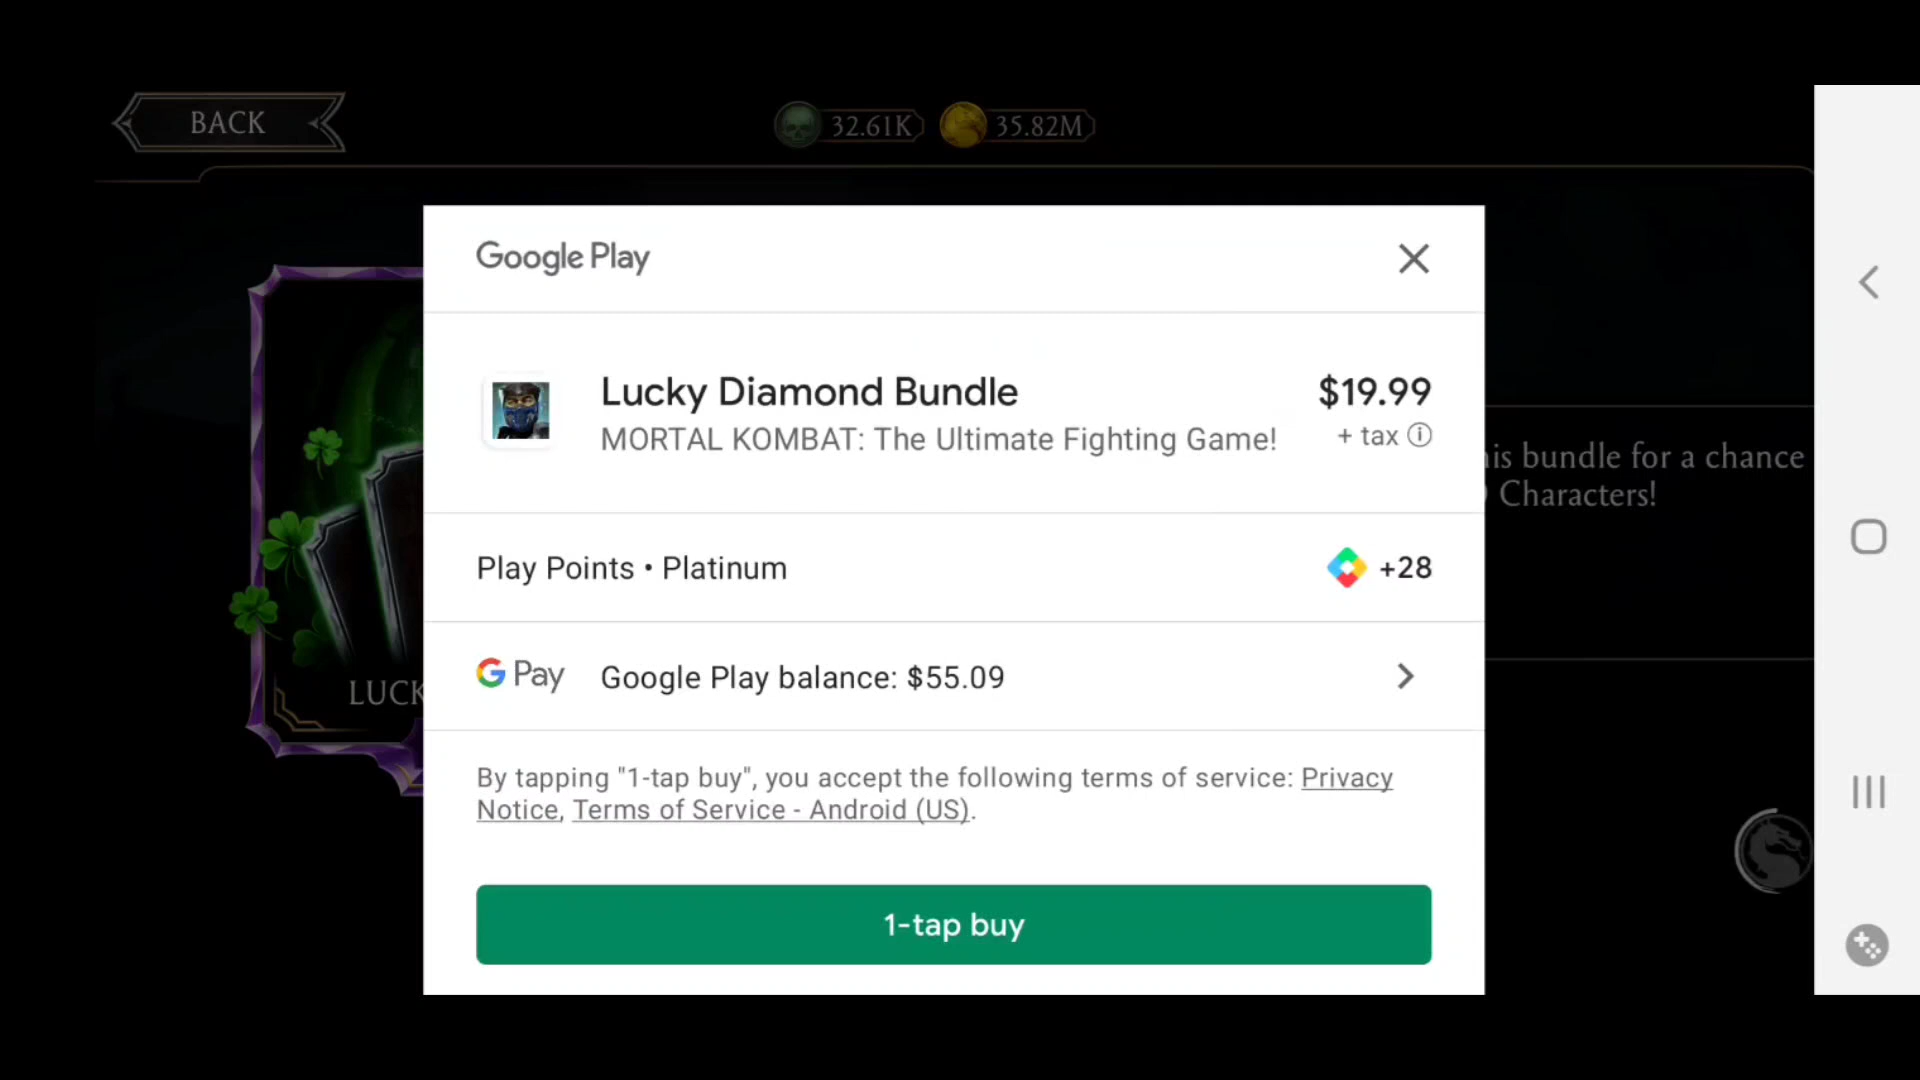 BACK
32.61K
35.82M
Google Play
Lucky Diamond Bundle
$19.99
MORTAL KOMBAT: The Ultimate Fighting Game!
+ tax
bundle for a chance
Characters!
Play Points • Platinum
+28
G Pay
Google Play balance: $55.09
LUCK
By tapping "1-tap buy", you accept the following terms of service: Privacy
Notice, Terms of Service - Android (US).
1-tap buy